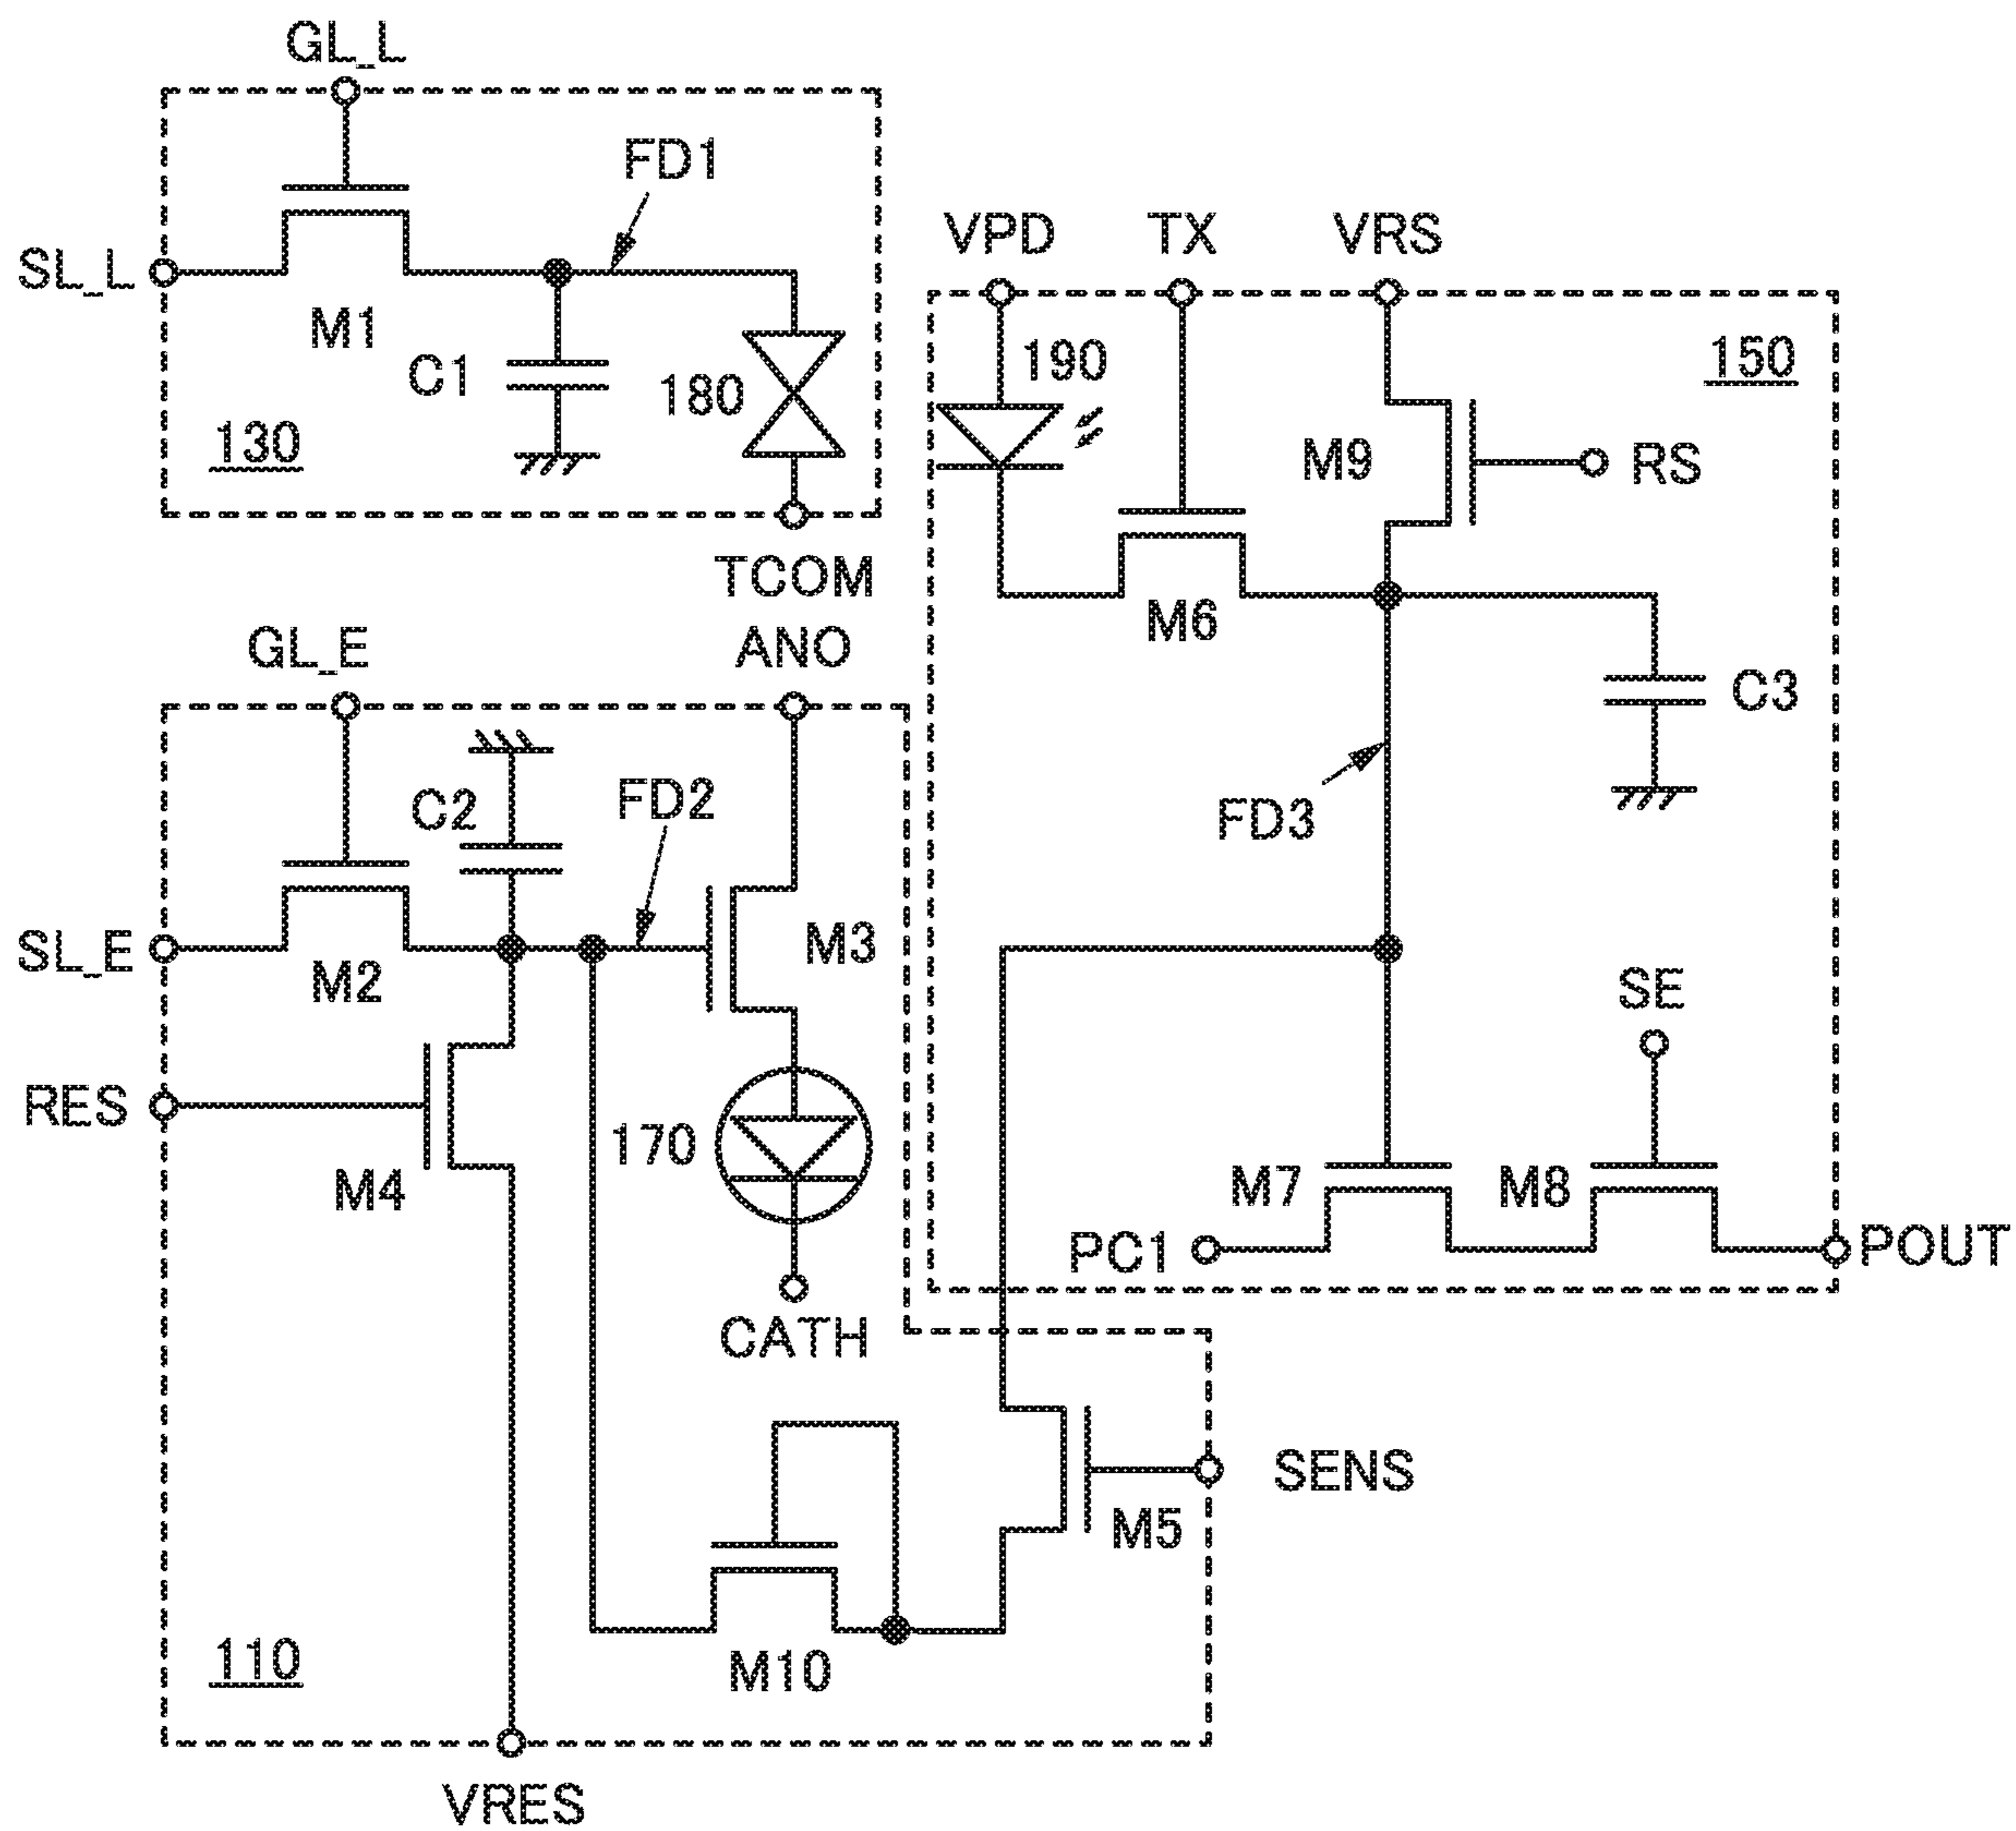 GL_L
FD1
SL_L
M1
C1
180
130
TCOM
VPD
TX
VRS
190
150
M9
RS
M6
C3
FD3
GL_E
ANO
C2
FD2
SL_E
M2
M3
SE
RES
M4
170
M7
M8
PC1
POUT
CATH
SENS
M5
110
M10
VRES